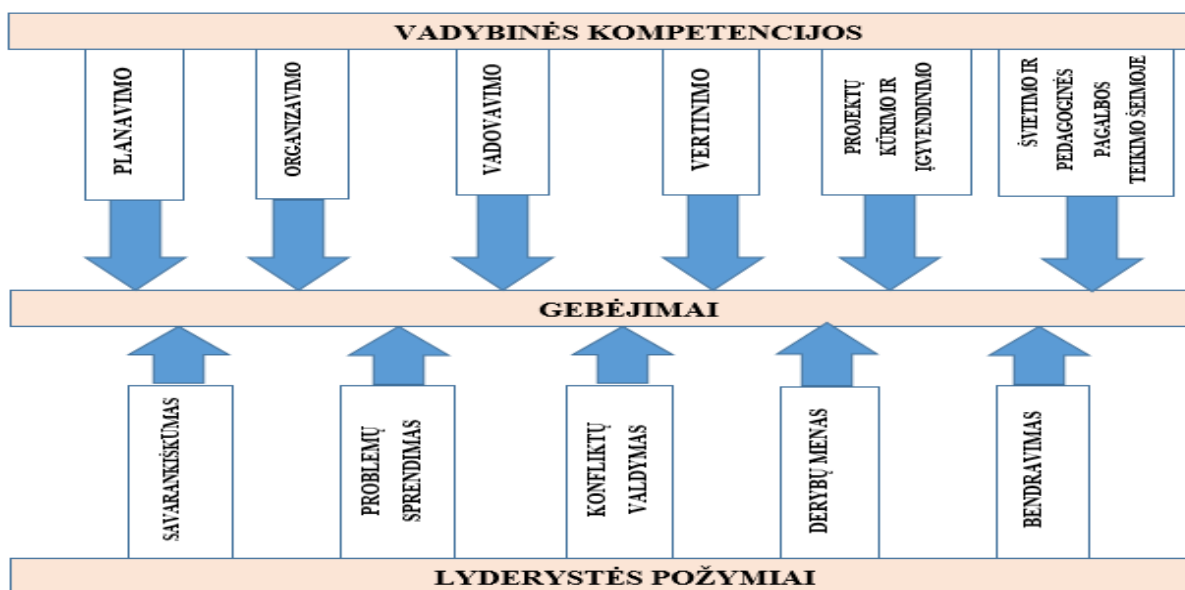 VADYBINĖS KOMPETENCIJOS
PLANAVIMO
ORGANIZAVIMO
VADOVAVIMO
VERTINIMO
PROJEKTŲ
KŪRIMO IR
ĮGYVENDINIMO
ŠVIETIMO IR
PEDAGOGINĖS
PAGALBOS
TEIKIMO ŠEIMOJE
GEBĖJIMAI
SAVARANKIŠKŪMAS
PROBLEMŲ
SPRENDIMAS
KONFLIKTŲ
VALDYMAS
DERYBŲ MENAS
BENDRAVIMAS
LYDERYSTĖS POŽYMIAI